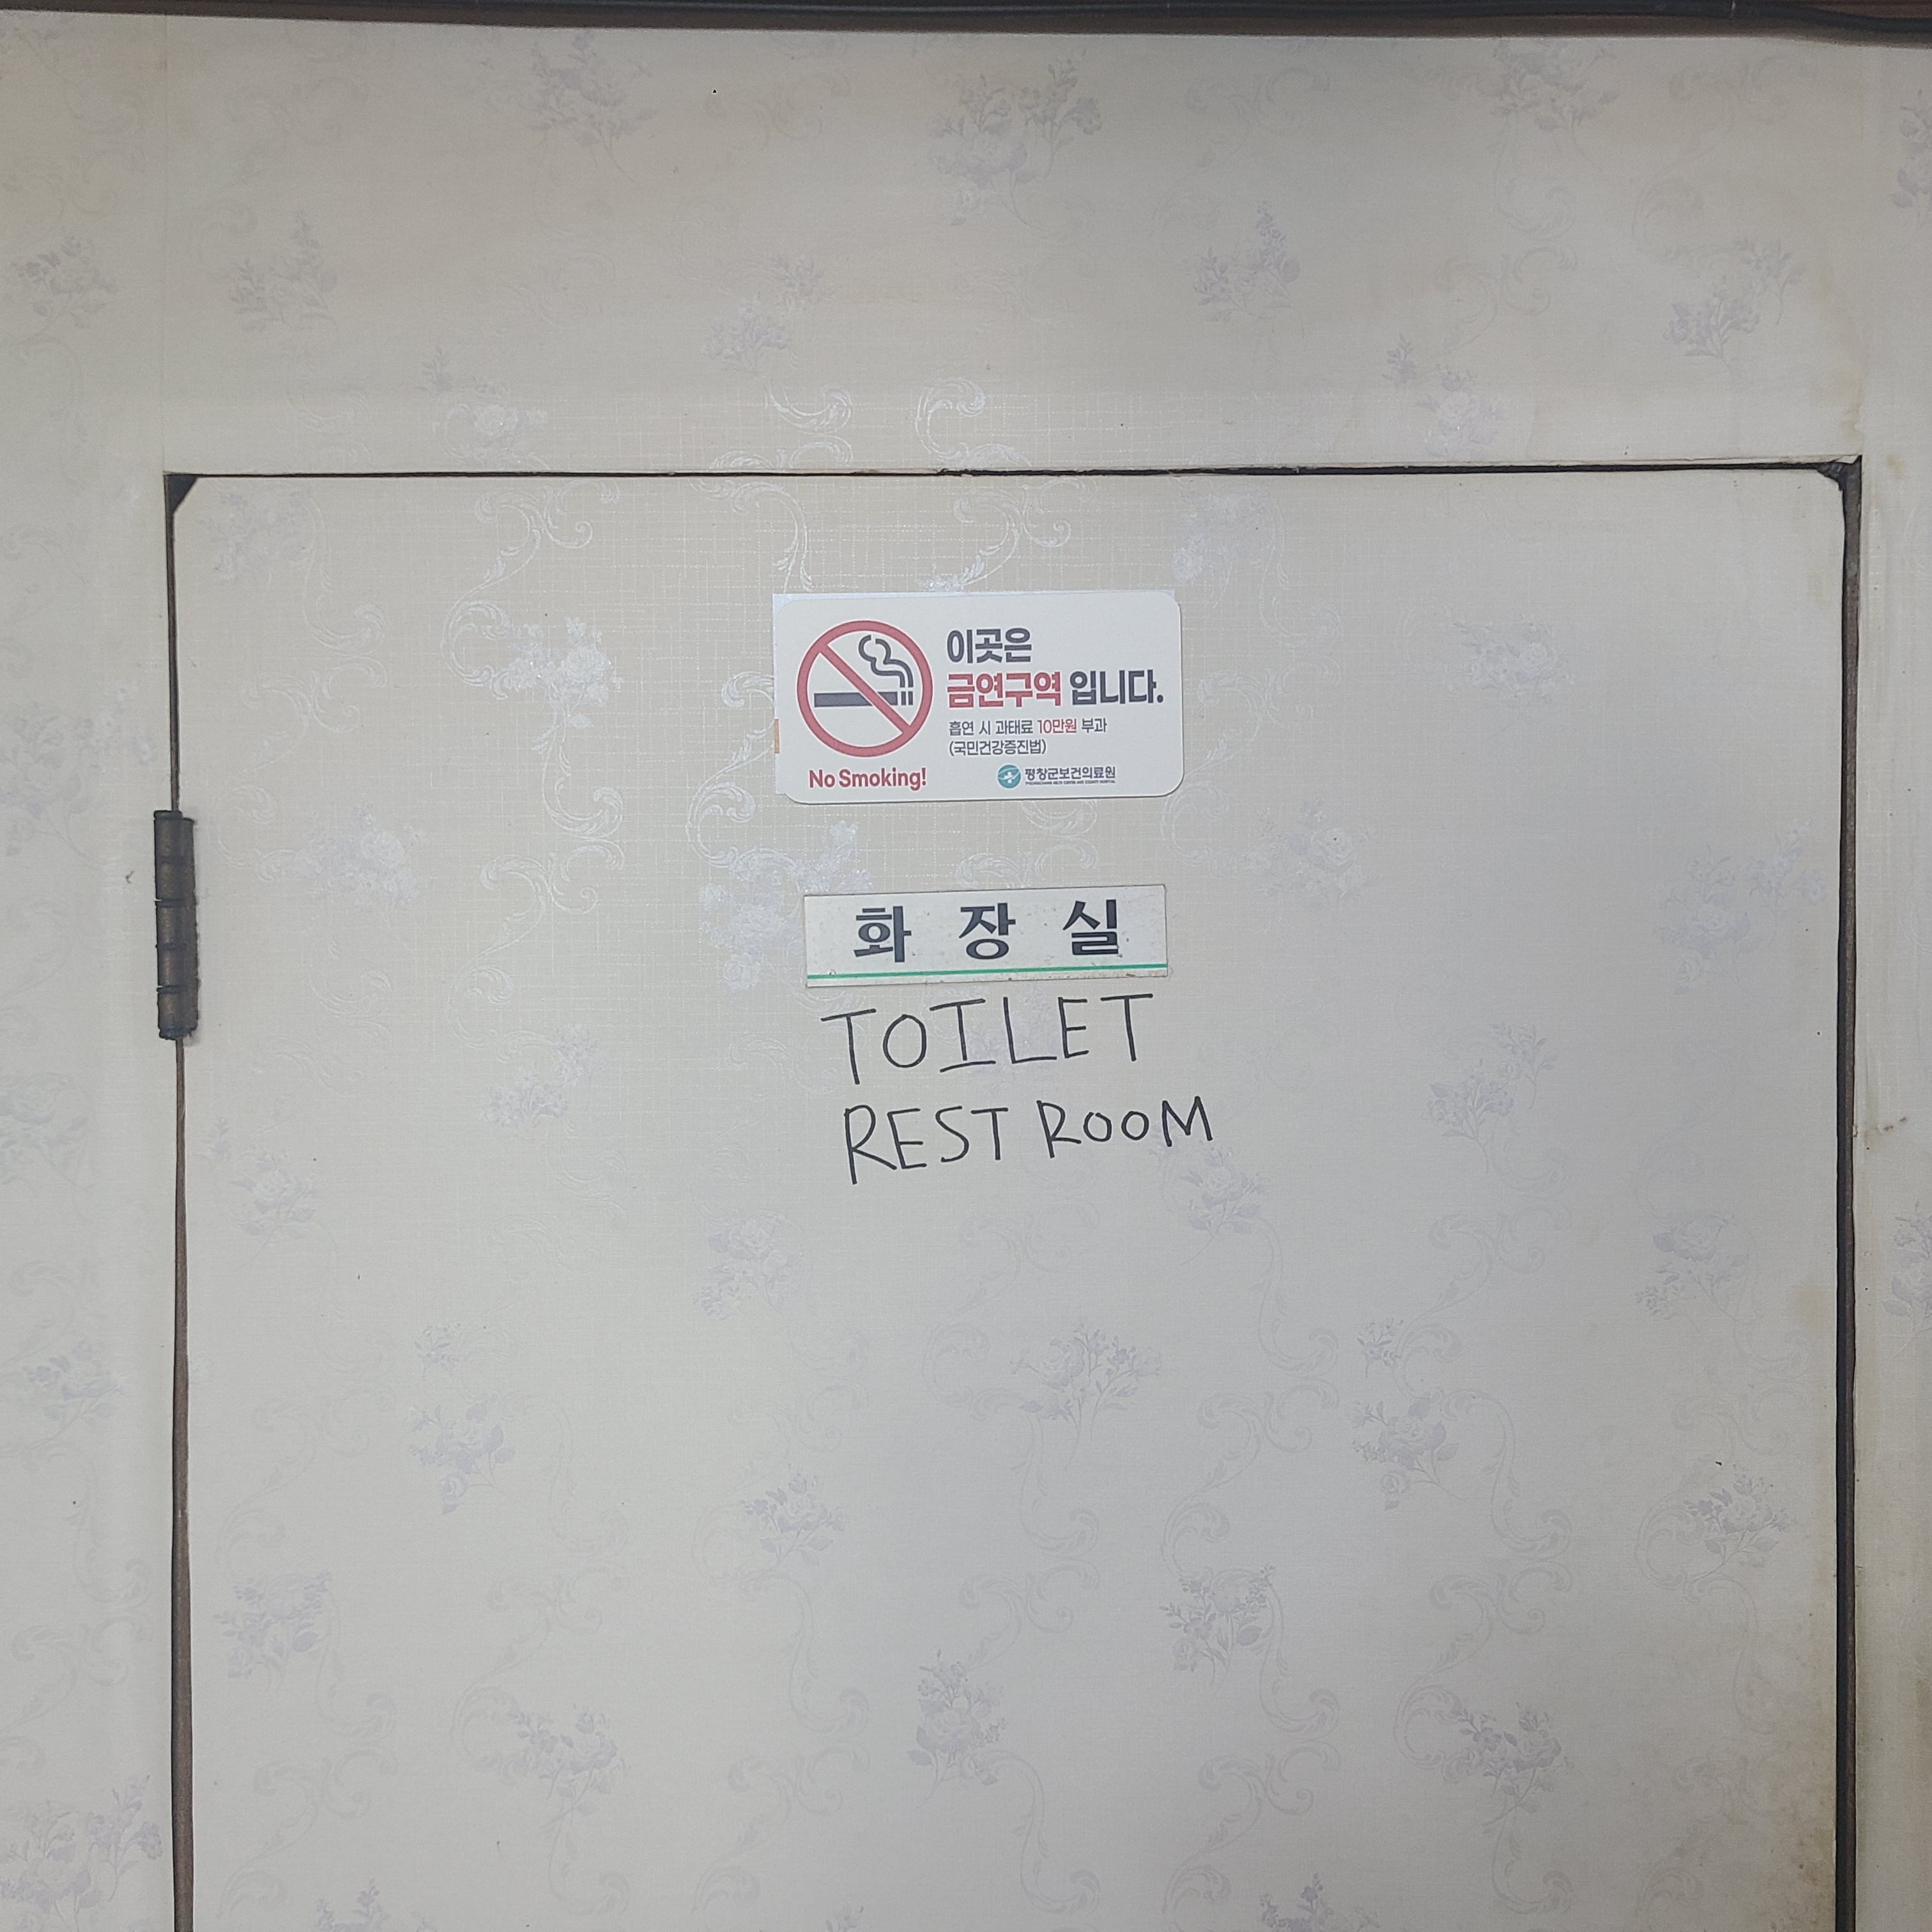 이곳은
금연구역 입니다.
흡연 시 과태료 10만원 부과
(국민건강증진법)
No Smoking!
평창군보건의료원
화장실
TOILET
REST ROOM